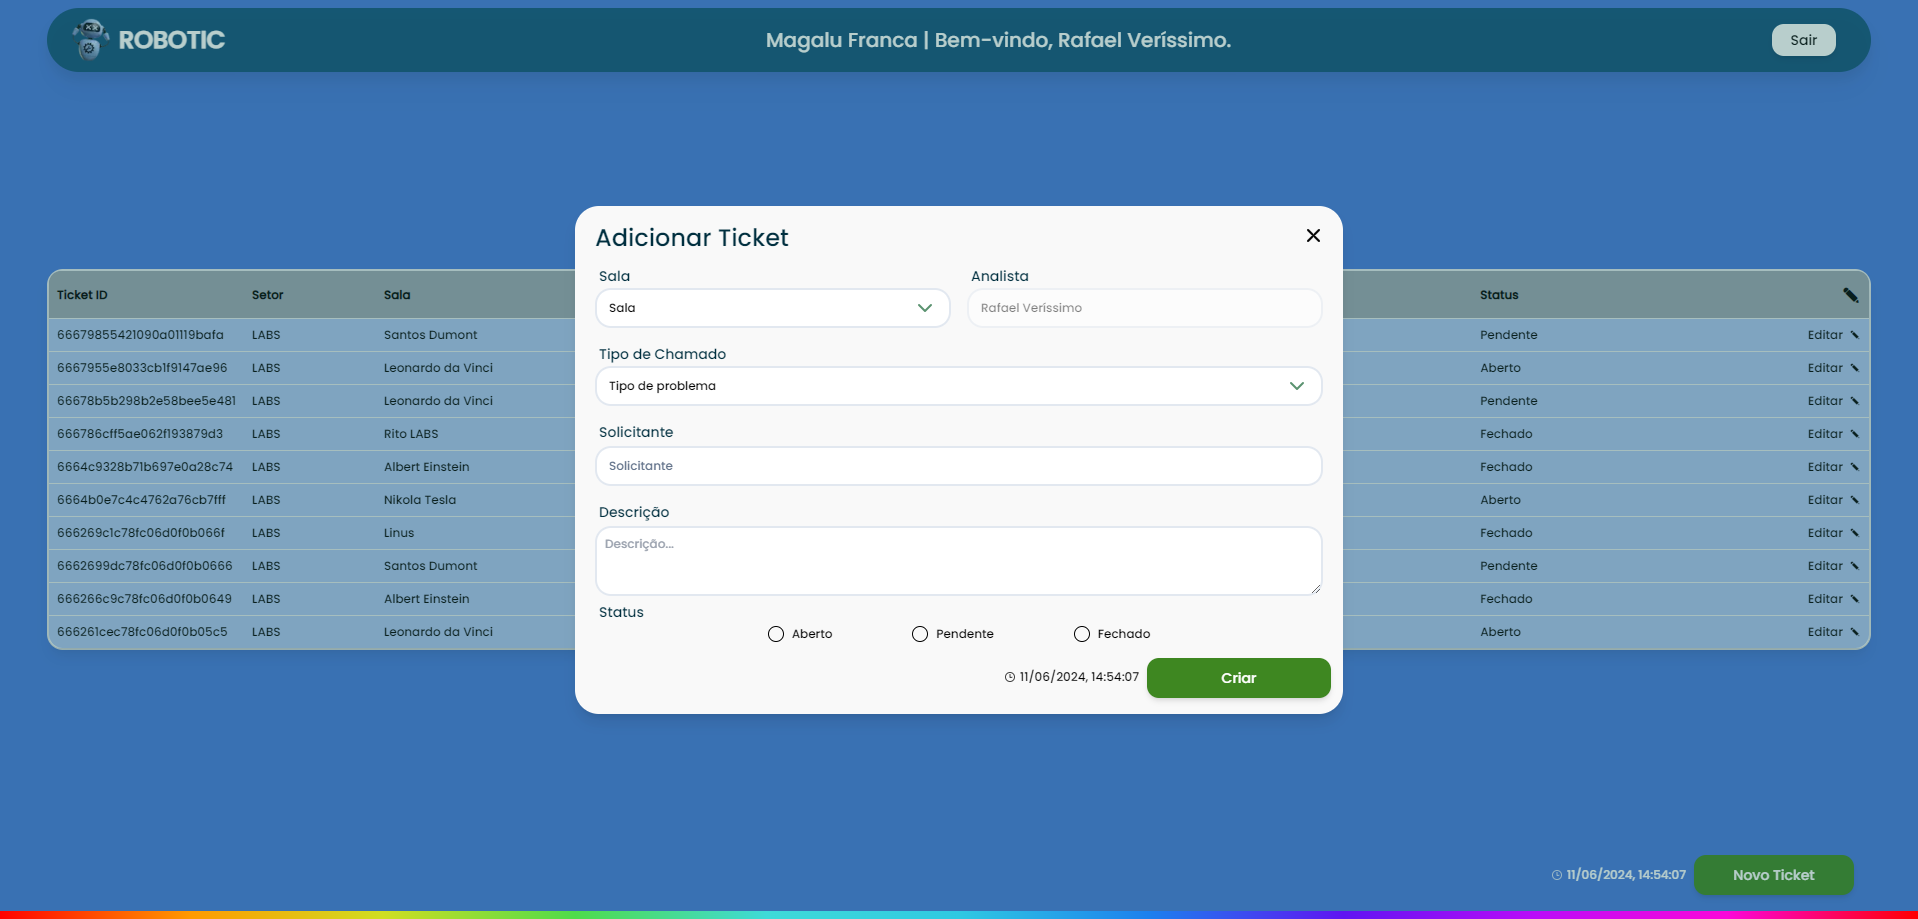 ROBOTIC
Magalu Franca | Bem-vindo, Rafael Veríssimo.
Sair
Adicionar Ticket
Sala
Analista
Sala
Rafael Veríssimo
Tipo de Chamado
Tipo de problema
Solicitante
Solicitante
Descrição
Descrição...
Status
Aberto Pendente Fechado
11/06/2024, 14:54:07
Criar
Ticket ID Setor Sala Status
66679855421090a01119bafa LABS Santos Dumont Pendente Editar
6667955e8033cb1f9147ae96 LABS Leonardo da Vinci Aberto Editar
66678b5b298b2e58bee5e481 LABS Leonardo da Vinci Pendente Editar
666786cff5ae062f193879d3 LABS Rito LABS Fechado Editar
6664c9328b71b697e0a28c74 LABS Albert Einstein Fechado Editar
6664b0e7c4c4762a76cb7fff LABS Nikola Tesla Aberto Editar
666269c1c78fc06d0f0b066f LABS Linus Fechado Editar
6662699dc78fc06d0f0b0666 LABS Santos Dumont Pendente Editar
666266c9c78fc06d0f0b0649 LABS Albert Einstein Fechado Editar
666261cec78fc06d0f0b05c5 LABS Leonardo da Vinci Aberto Editar
11/06/2024, 14:54:07
Novo Ticket